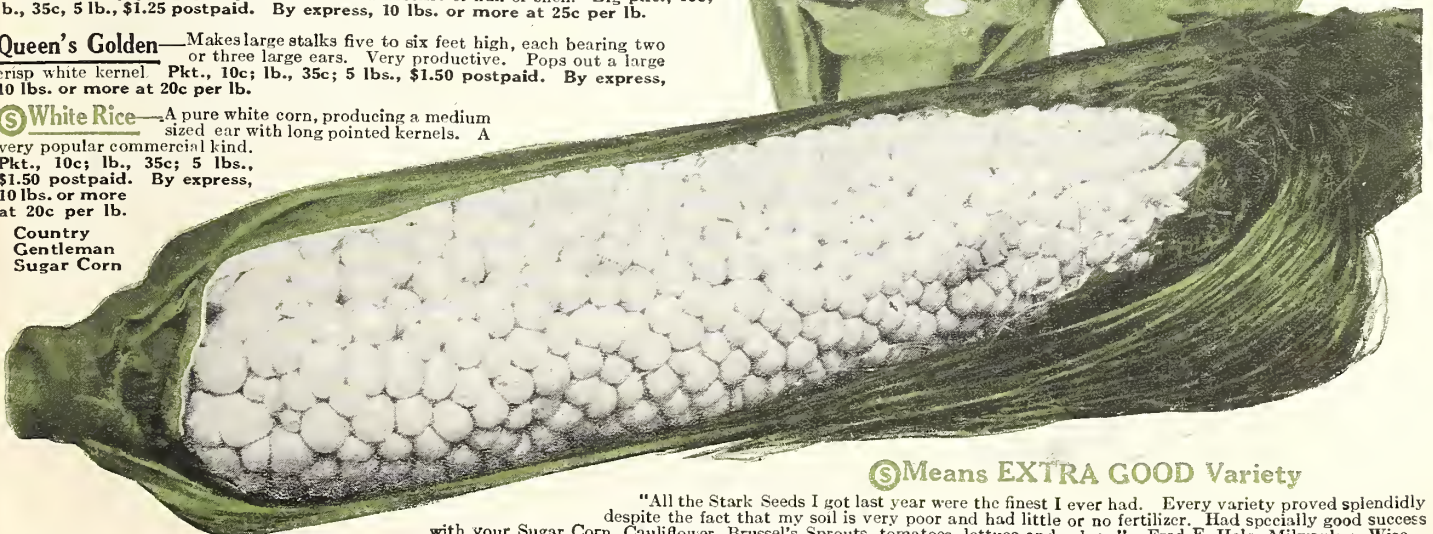 b., 35c, 5 lb., $1.25 postpaid. By express, 10 lbs. or more at 25c per lb.
Queen's Golden—Makes large stalks five to six feet high, each bearing two
or three large ears. Very productive. Pops out a large
crisp white kernel. Pkt., 10c; lb., 35c; 5 lbs., $1.50 postpaid. By express,
10 lbs. or more at 20c per lb.
Ⓢ White Rice—A pure white corn, producing a medium
sized ear with long pointed kernels. A
very popular commercial kind.
Pkt., 10c; lb., 35c; 5 lbs.,
$1.50 postpaid. By express,
10 lbs. or more
at 20c per lb.
Country
Gentleman
Sugar Corn
Ⓢ Means EXTRA GOOD Variety
"All the Stark Seeds I got last year were the finest I ever had. Every variety proved splendidly
despite the fact that my soil is very poor and had little or no fertilizer. Had specially good success
with your Sugar Corn, Cauliflower, Brussel's Sprouts, tomatoes, lettuce and